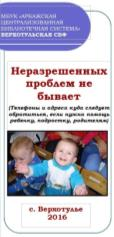 МБУК «АРБАЖСКАЯ
ЦЕНТРАЛИЗОВАННАЯ
БИБЛИОТЕЧНАЯ СИСТЕМА»
ВЕРХОТУЛЬСКАЯ СБФ
Неразрешенных
проблем не
бывает
(Телефоны и адреса куда следует
обратиться, если нужна помощь
ребенку, подростку, родителям)
с. Верхотулье
2016